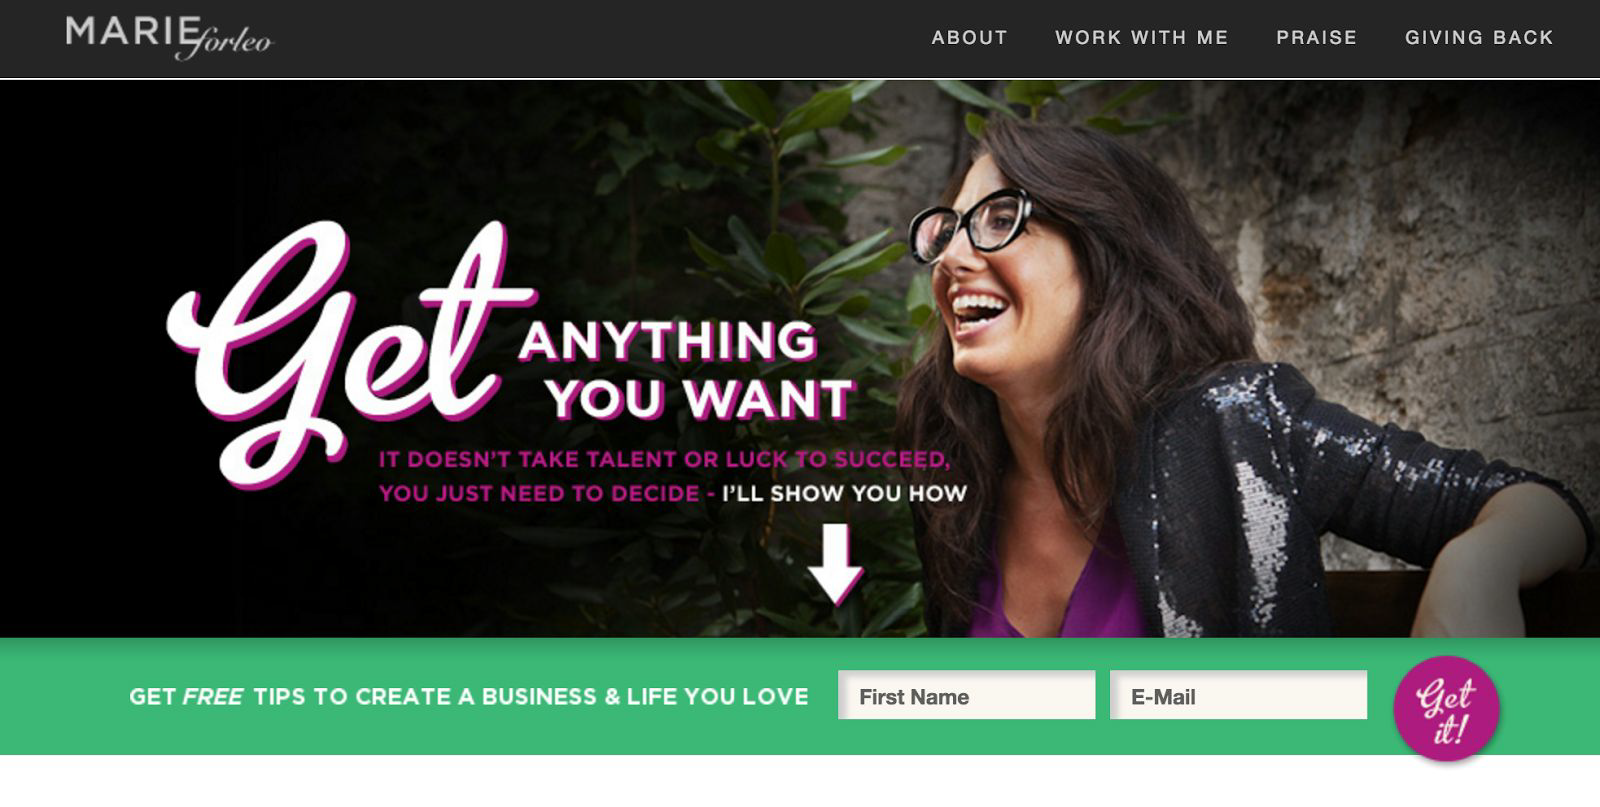 MARIE forleo
ABOUT WORK WITH ME PRAISE GIVING BACK
Get ANYTHING
YOU WANT
IT DOESN'T TAKE TALENT OR LUCK TO SUCCEED,
YOU JUST NEED TO DECIDE - I'LL SHOW YOU HOW
GET FREE TIPS TO CREATE A BUSINESS & LIFE YOU LOVE
First Name
E-Mail
Get
it!